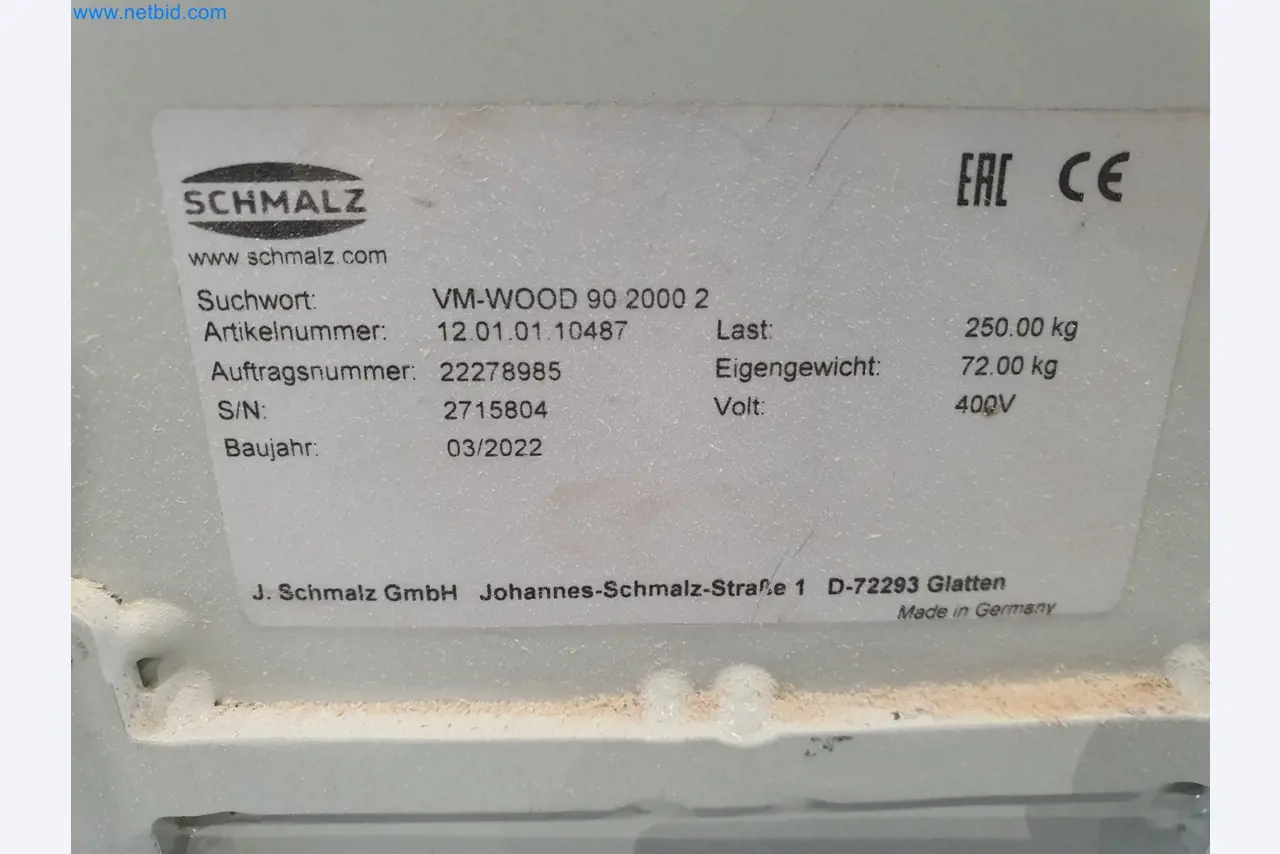 www.netbid.com
SCHMALZ
EAC CE
www.schmalz.com
Suchwort: VM-WOOD 90 2000 2
Artikelnummer: 12.01.01.10487 Last: 250.00 kg
Auftragsnummer: 22278985 Eigengewicht: 72.00 kg
S/N: 2715804 Volt: 400V
Baujahr: 03/2022
J. Schmalz GmbH Johannes-Schmalz-Straße 1 D-72293 Glatten
Made in Germany